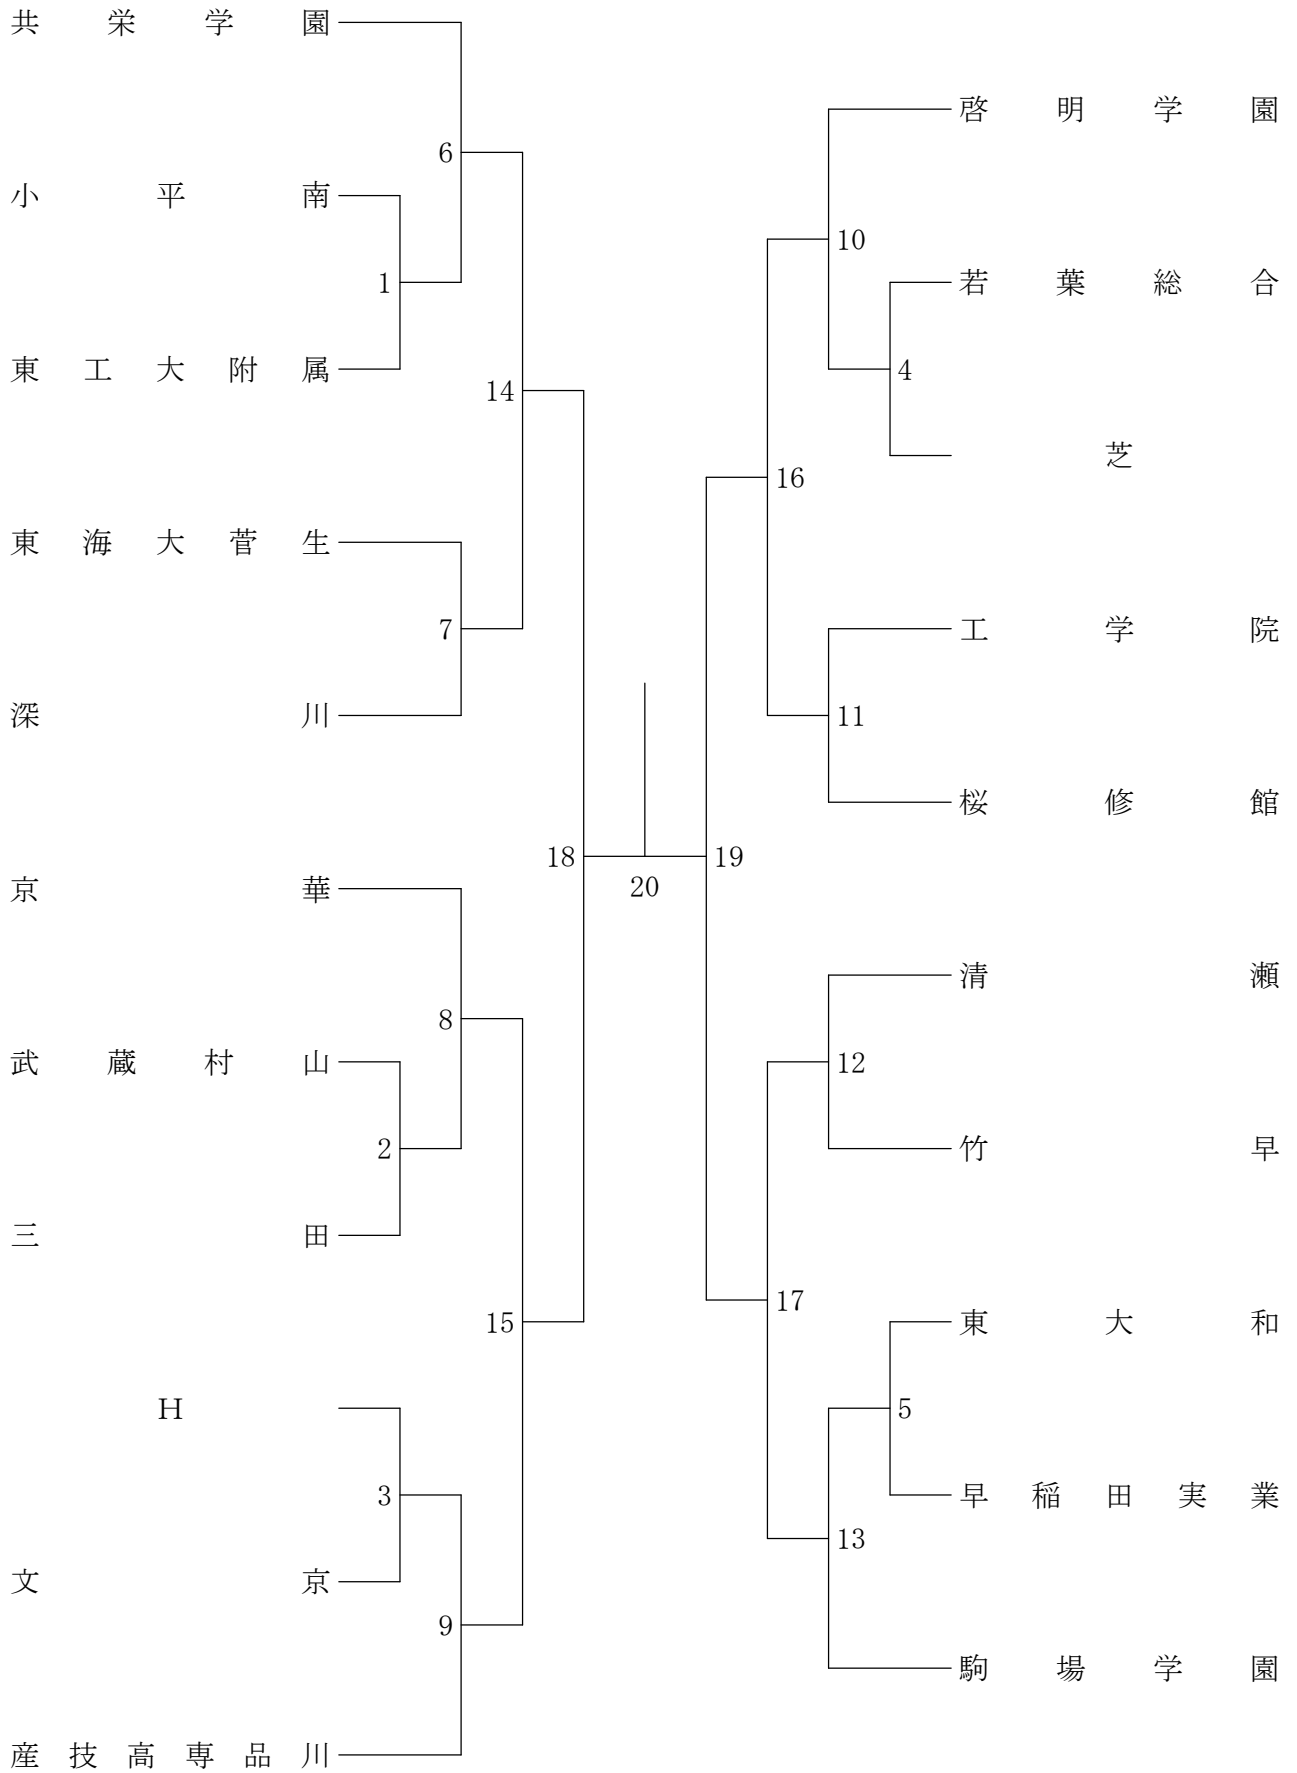 共栄学園
小平南
東工大附属
東海大菅生
深川
京華
武蔵村山
三田
H
文京
産技高専品川
1
2
3
6
7
8
9
14
15
18
20
19
16
17
10
11
12
13
4
5
啓明学園
若葉総合
芝
工学院
桜修館
清瀬
竹早
東大和
早稲田実業
駒場学園